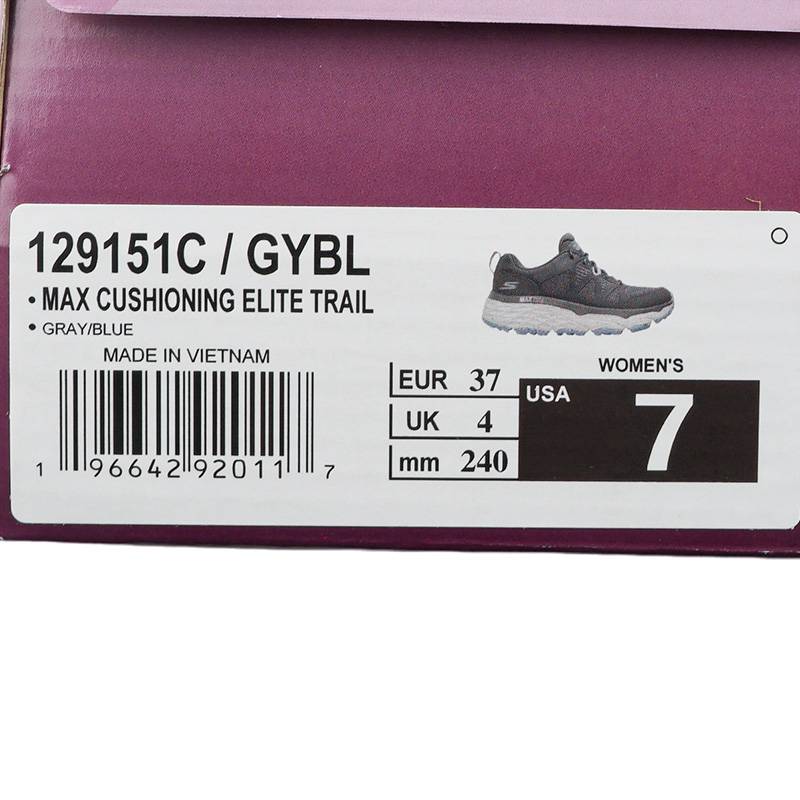 129151C / GYBL
• MAX CUSHIONING ELITE TRAIL
• GRAY/BLUE
MADE IN VIETNAM
1 96642 92011 7
EUR 37
UK 4
mm 240
WOMEN'S
USA 7